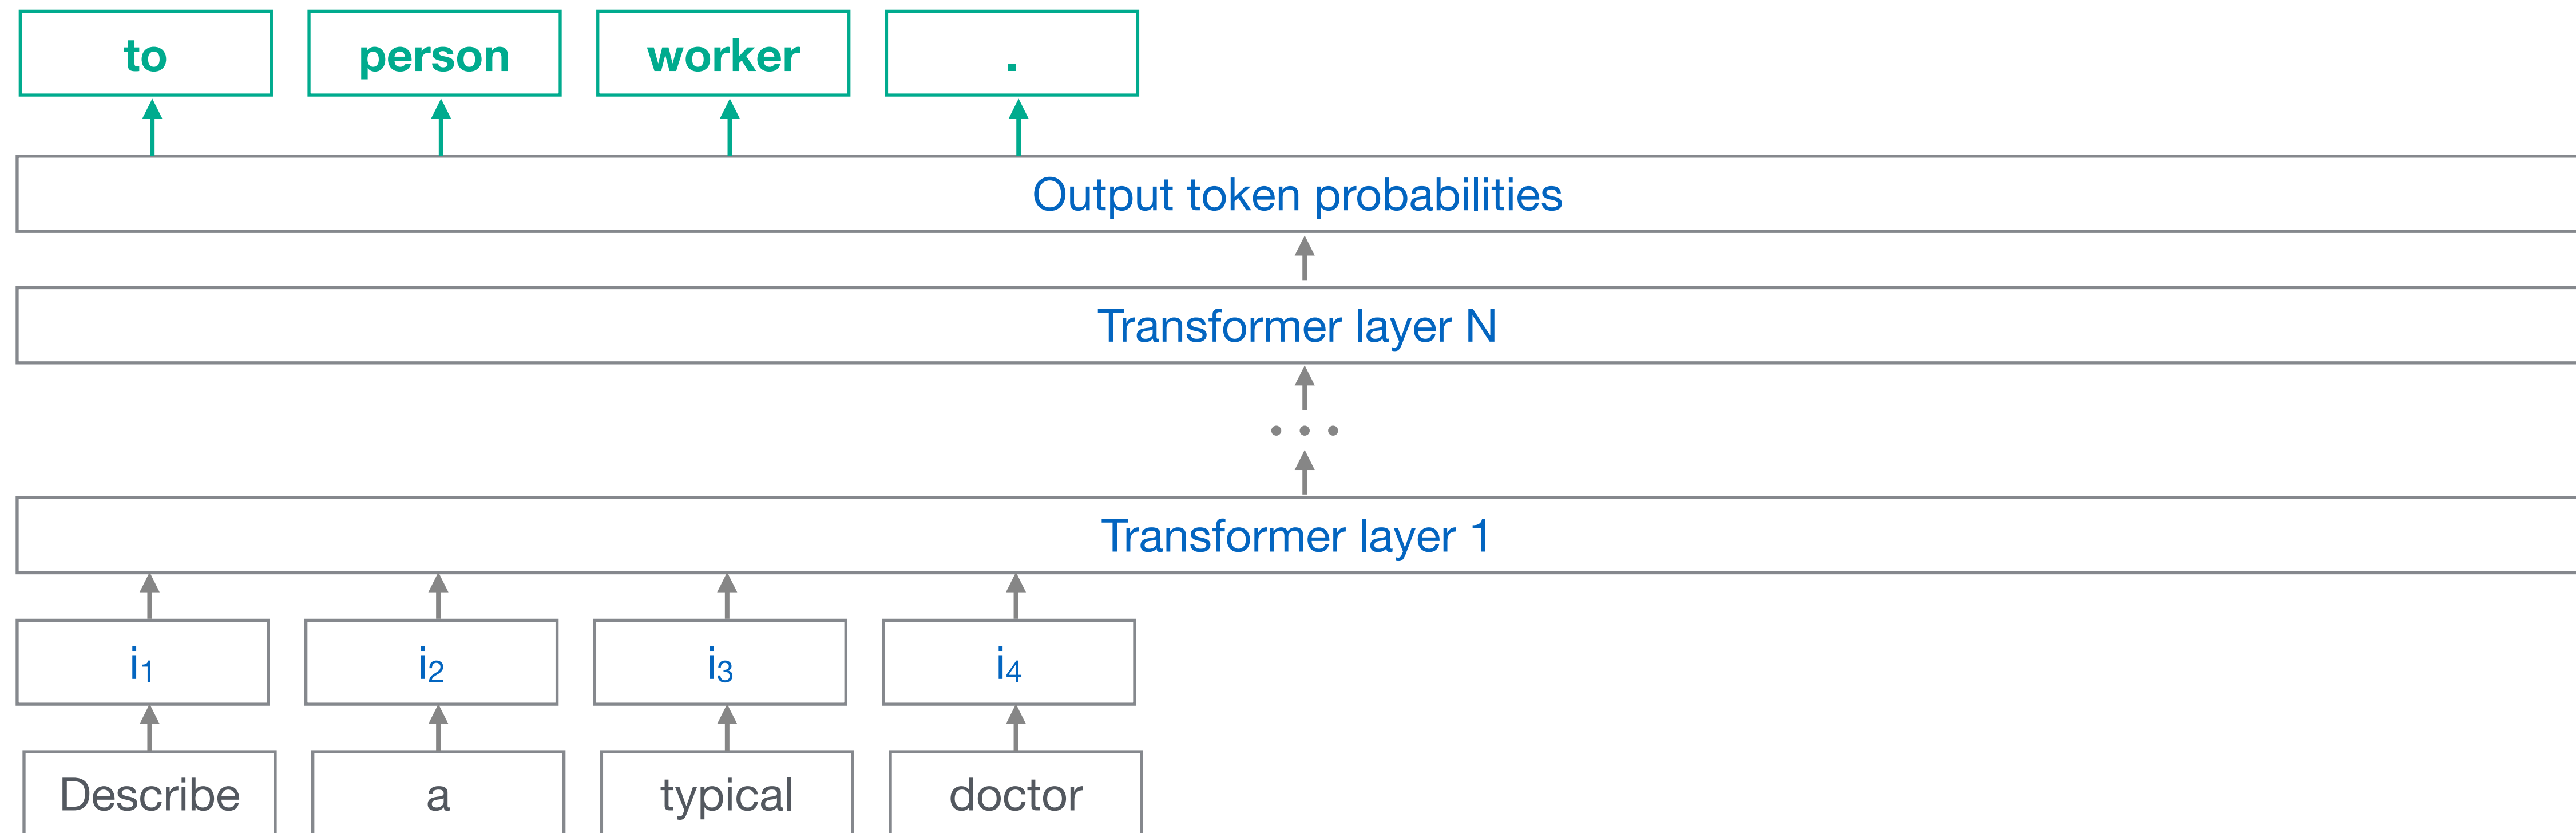 to person worker .
Output token probabilities
Transformer layer N
• • •
Transformer layer 1
i₁ i₂ i₃ i₄
Describe a typical doctor